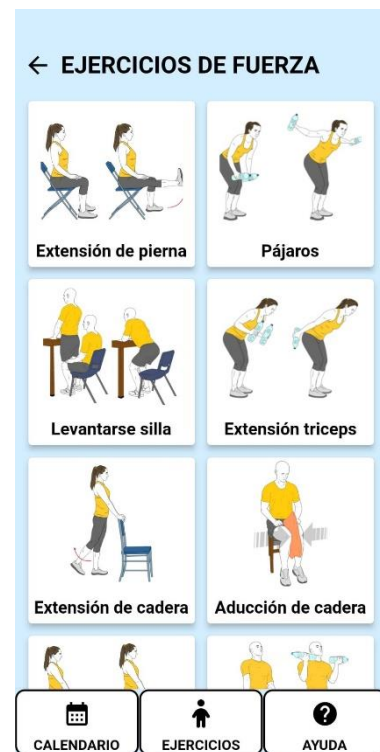 EJERCICIOS DE FUERZA
Extensión de pierna
Pájaros
Levantarse silla
Extensión triceps
Extensión de cadera
Aducción de cadera
CALENDARIO
EJERCICIOS
AYUDA